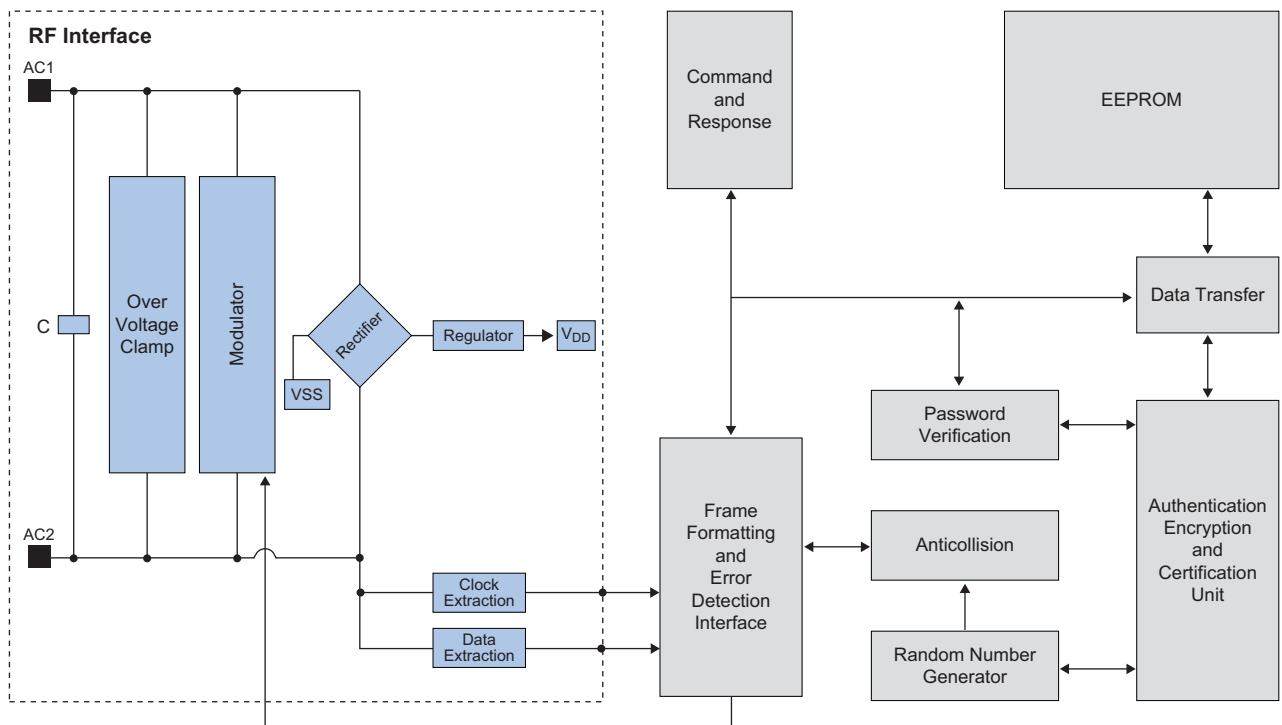 RF Interface
AC1
C
Over
Voltage
Clamp
Modulator
Rectifier
VSS
Regulator
VDD
AC2
Clock
Extraction
Data
Extraction
Command
and
Response
EEPROM
Data Transfer
Password
Verification
Frame
Formatting
and
Error
Detection
Interface
Anticollision
Random Number
Generator
Authentication
Encryption
and
Certification
Unit